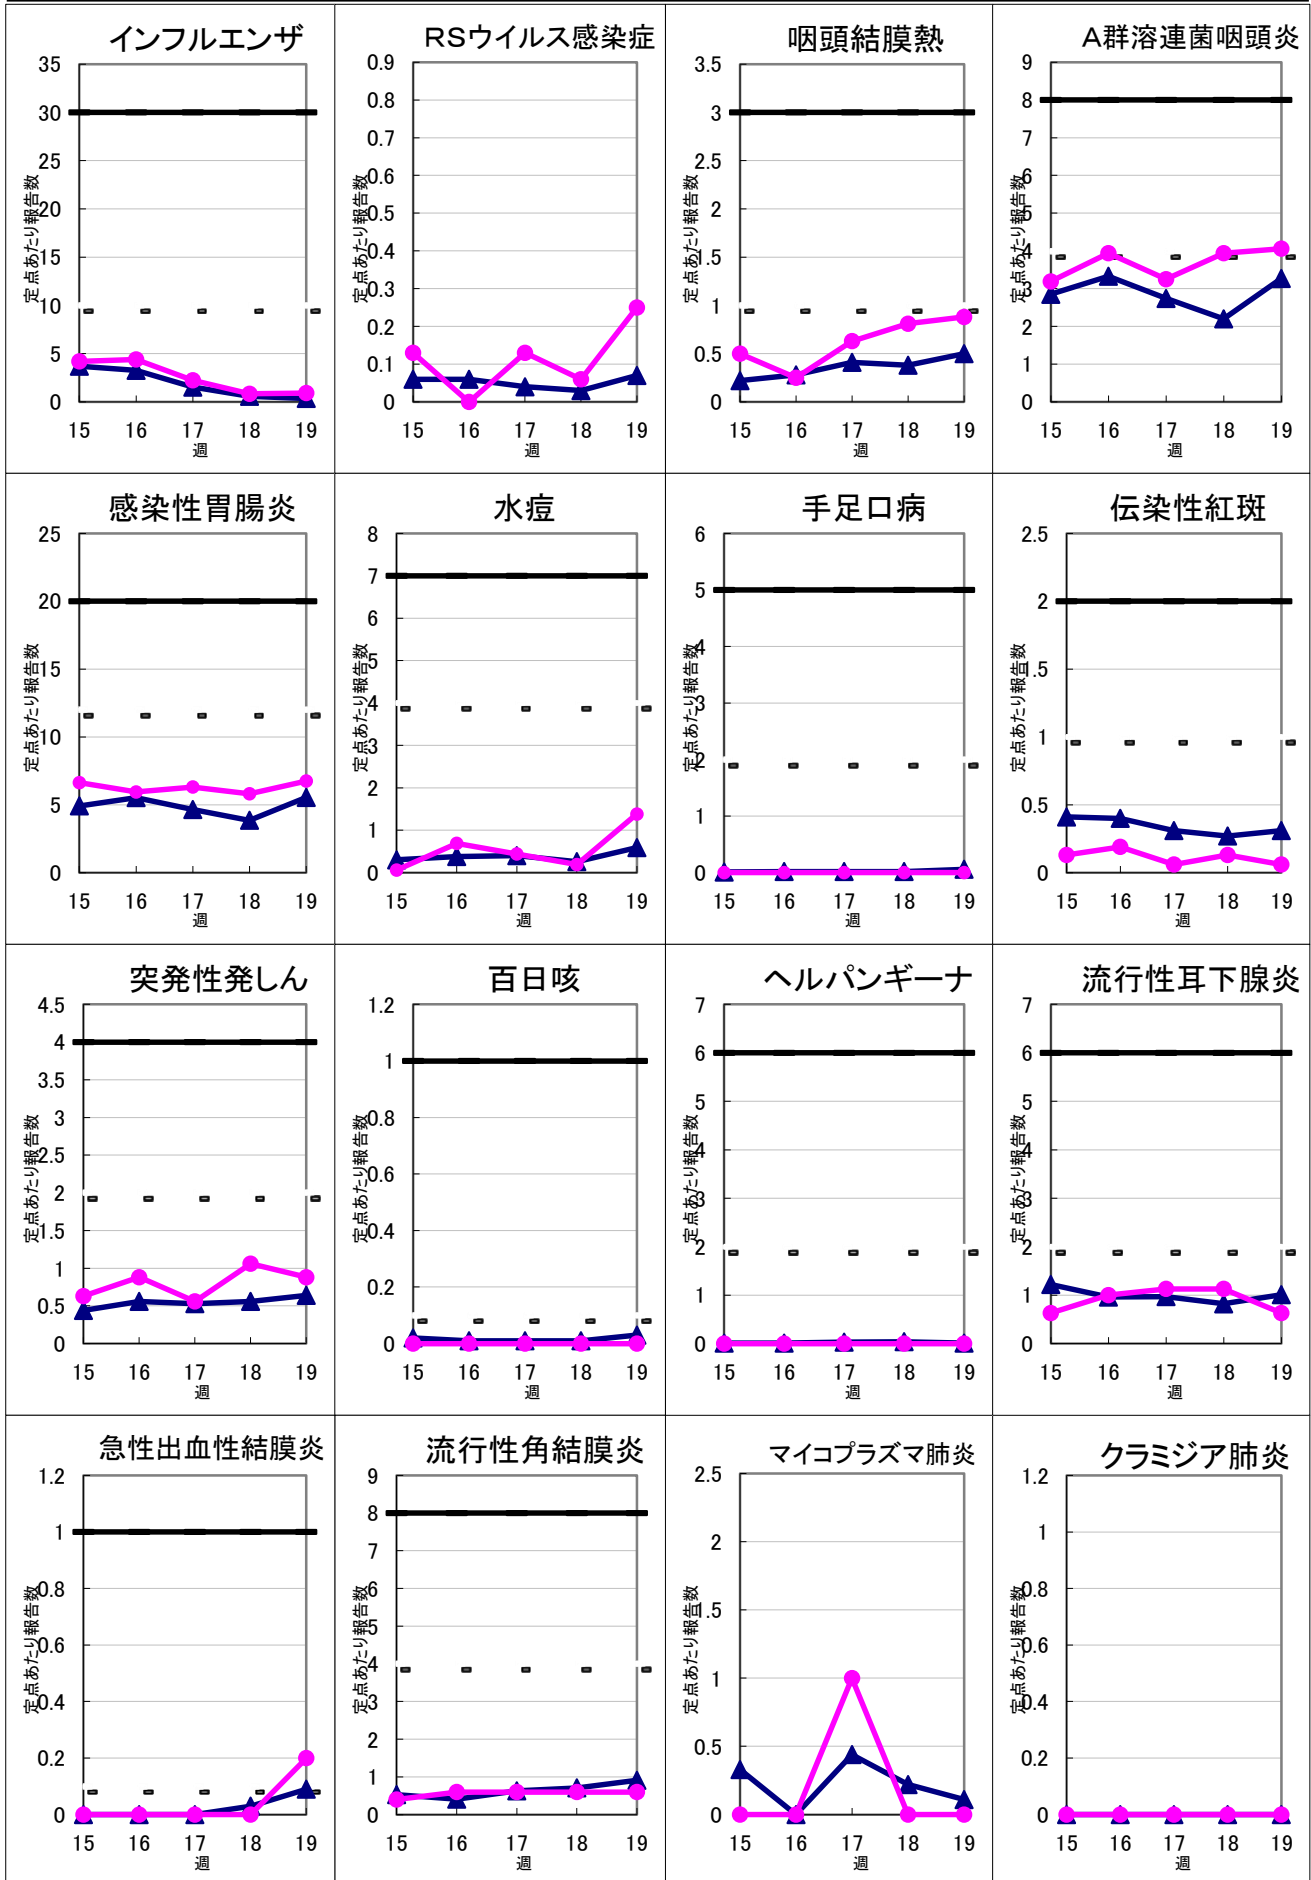 インフルエンザ
35
30
25
20
15
10
5
0
定点あたり報告数
15 16 17 18 19
週
RSウイルス感染症
0.9
0.8
0.7
0.6
0.5
0.4
0.3
0.2
0.1
0
定点あたり報告数
15 16 17 18 19
週
咽頭結膜熱
3.5
3
2.5
2
1.5
1
0.5
0
定点あたり報告数
15 16 17 18 19
週
A群溶連菌咽頭炎
9
8
7
6
5
4
3
2
1
0
定点あたり報告数
15 16 17 18 19
週
感染性胃腸炎
25
20
15
10
5
0
定点あたり報告数
15 16 17 18 19
週
水痘
8
7
6
5
4
3
2
1
0
定点あたり報告数
15 16 17 18 19
週
手足口病
6
5
4
3
2
1
0
定点あたり報告数
15 16 17 18 19
週
伝染性紅斑
2.5
2
1.5
1
0.5
0
定点あたり報告数
15 16 17 18 19
週
突発性発しん
4.5
4
3.5
3
2.5
2
1.5
1
0.5
0
定点あたり報告数
15 16 17 18 19
週
百日咳
1.2
1
0.8
0.6
0.4
0.2
0
定点あたり報告数
15 16 17 18 19
週
ヘルパンギーナ
7
6
5
4
3
2
1
0
定点あたり報告数
15 16 17 18 19
週
流行性耳下腺炎
7
6
5
4
3
2
1
0
定点あたり報告数
15 16 17 18 19
週
急性出血性結膜炎
1.2
1
0.8
0.6
0.4
0.2
0
定点あたり報告数
15 16 17 18 19
週
流行性角結膜炎
9
8
7
6
5
4
3
2
1
0
定点あたり報告数
15 16 17 18 19
週
マイコプラズマ肺炎
2.5
2
1.5
1
0.5
0
定点あたり報告数
15 16 17 18 19
週
クラミジア肺炎
1.2
1
0.8
0.6
0.4
0.2
0
定点あたり報告数
15 16 17 18 19
週